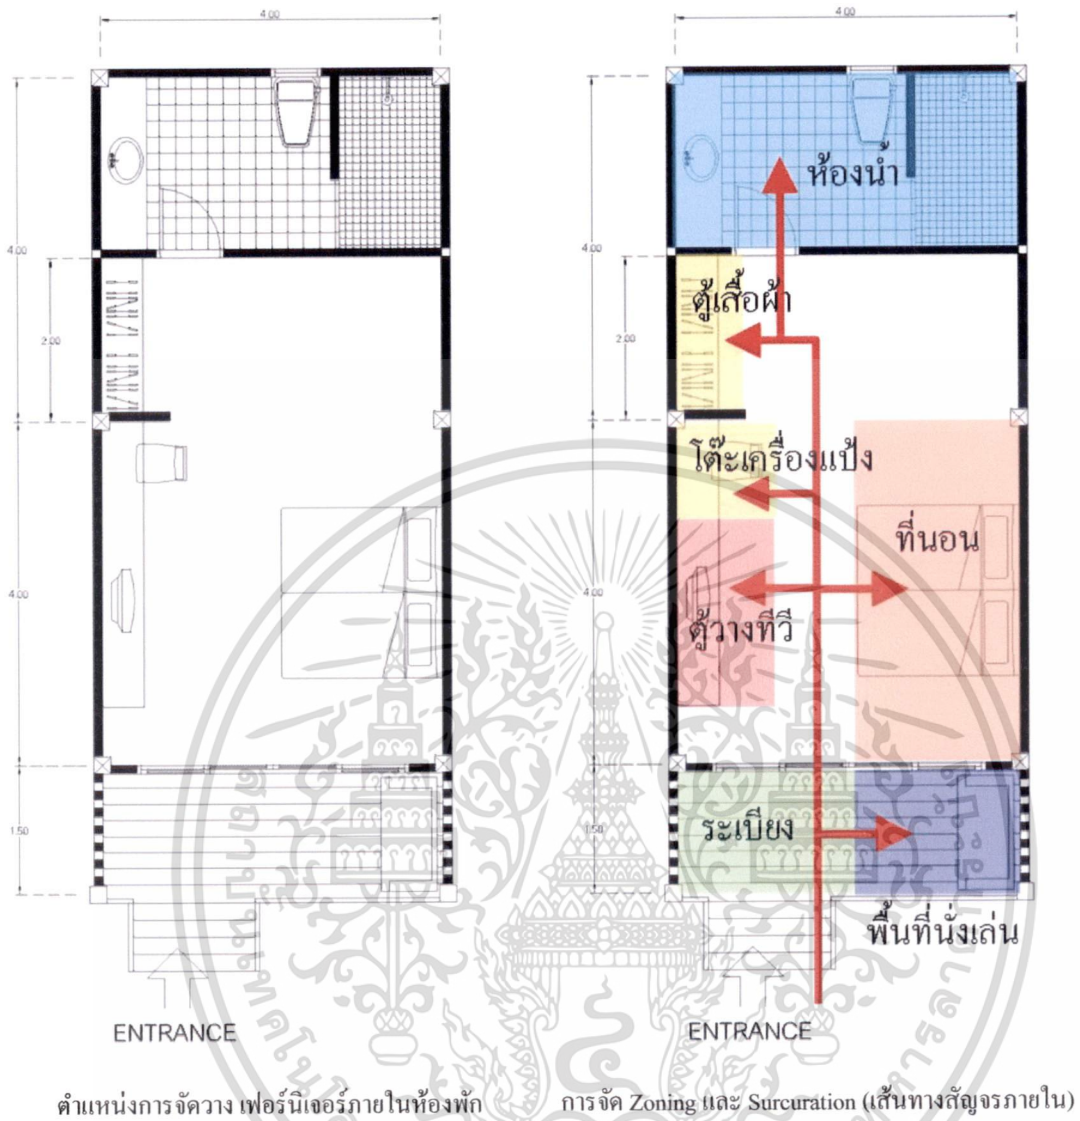 4.00
4.00
2.00
4.00
1.50
ENTRANCE
ตำแหน่งการจัดวาง เฟอร์นิเจอร์ภายในห้องพัก
4.00
4.00
2.00
4.00
1.50
ห้องน้ำ
ตู้เสื้อผ้า
โต๊ะเครื่องแป้ง
ที่นอน
ตู้วางทีวี
ระเบียง
พื้นที่นั่งเล่น
ENTRANCE
การจัด Zoning และ Surcuration (เส้นทางสัญจรภายใน)